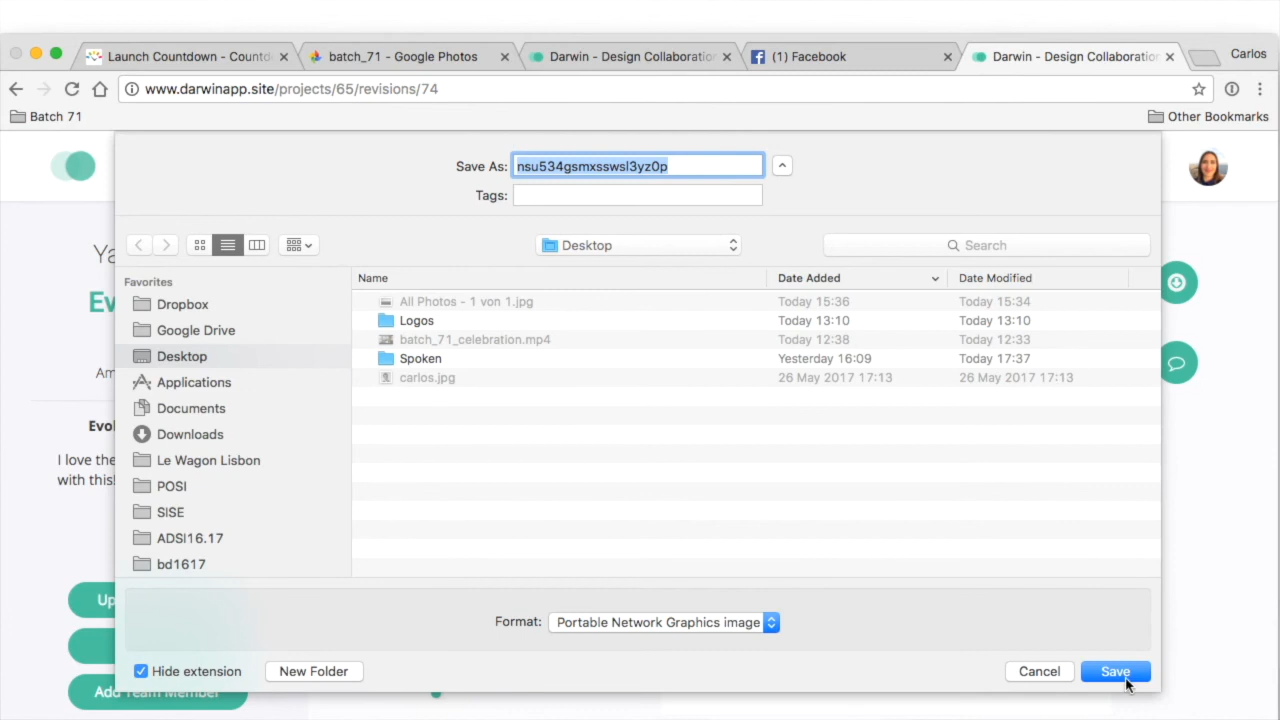 Launch Countdown - Countd
batch_71 - Google Photos
Darwin - Design Collaboration
(1) Facebook
Darwin - Design Collaboration
Carlos
www.darwinapp.site/projects/65/revisions/74
Batch 71
Other Bookmarks
Save As: nsu534gsmxsswsl3yz0p
Tags:
Desktop
Search
Favorites
Dropbox
Google Drive
Desktop
Applications
Documents
Downloads
Le Wagon Lisbon
POSI
SISE
ADSI16.17
bd1617
Name Date Added Date Modified
All Photos - 1 von 1.jpg Today 15:36 Today 15:34
Logos Today 13:10 Today 13:10
batch_71_celebration.mp4 Today 12:38 Today 12:33
Spoken Yesterday 16:09 Today 17:37
carlos.jpg 26 May 2017 17:13 26 May 2017 17:13
I love the
with this!
Format: Portable Network Graphics image
Hide extension
New Folder
Cancel
Save
Add Team Member